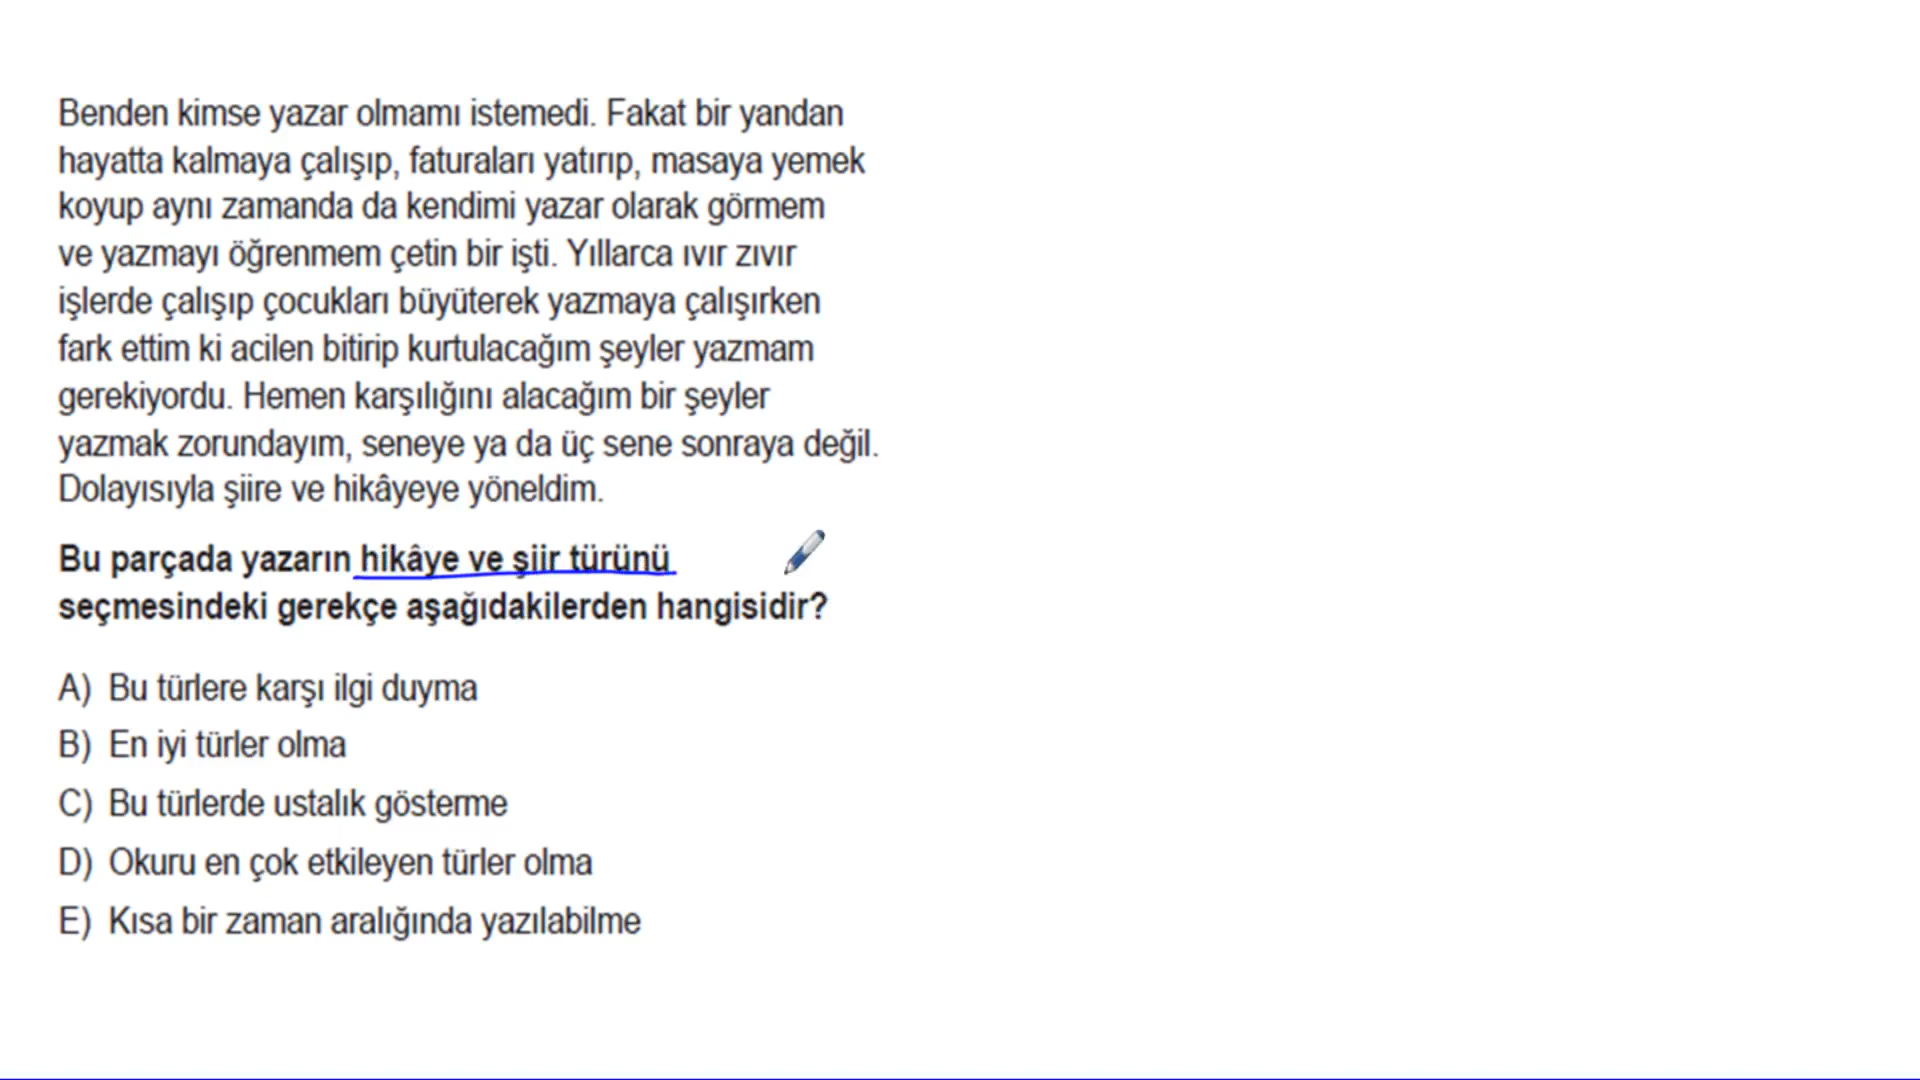 Benden kimse yazar olmamı istemedi. Fakat bir yandan
hayatta kalmaya çalışıp, faturaları yatırıp, masaya yemek
koyup aynı zamanda da kendimi yazar olarak görmem
ve yazmayı öğrenmem çetin bir işti. Yıllarca ıvır zıvır
işlerde çalışıp çocukları büyüterek yazmaya çalışırken
fark ettim ki acilen bitirip kurtulacağım şeyler yazmam
gerekiyordu. Hemen karşılığını alacağım bir şeyler
yazmak zorundayım, seneye ya da üç sene sonraya değil.
Dolayısıyla şiire ve hikâyeye yöneldim.
Bu parçada yazarın hikâye ve şiir türünü
seçmesindeki gerekçe aşağıdakilerden hangisidir?
A) Bu türlere karşı ilgi duyma
B) En iyi türler olma
C) Bu türlerde ustalık gösterme
D) Okuru en çok etkileyen türler olma
E) Kısa bir zaman aralığında yazılabilme